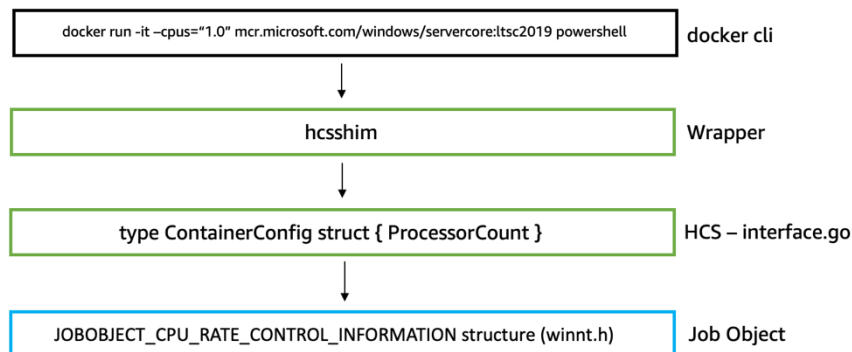 docker run -it –cpus=“1.0” mcr.microsoft.com/windows/servercore:ltsc2019 powershell
docker cli
hcsshim
Wrapper
type ContainerConfig struct { ProcessorCount }
HCS – interface.go
JOBOBJECT_CPU_RATE_CONTROL_INFORMATION structure (winnt.h)
Job Object